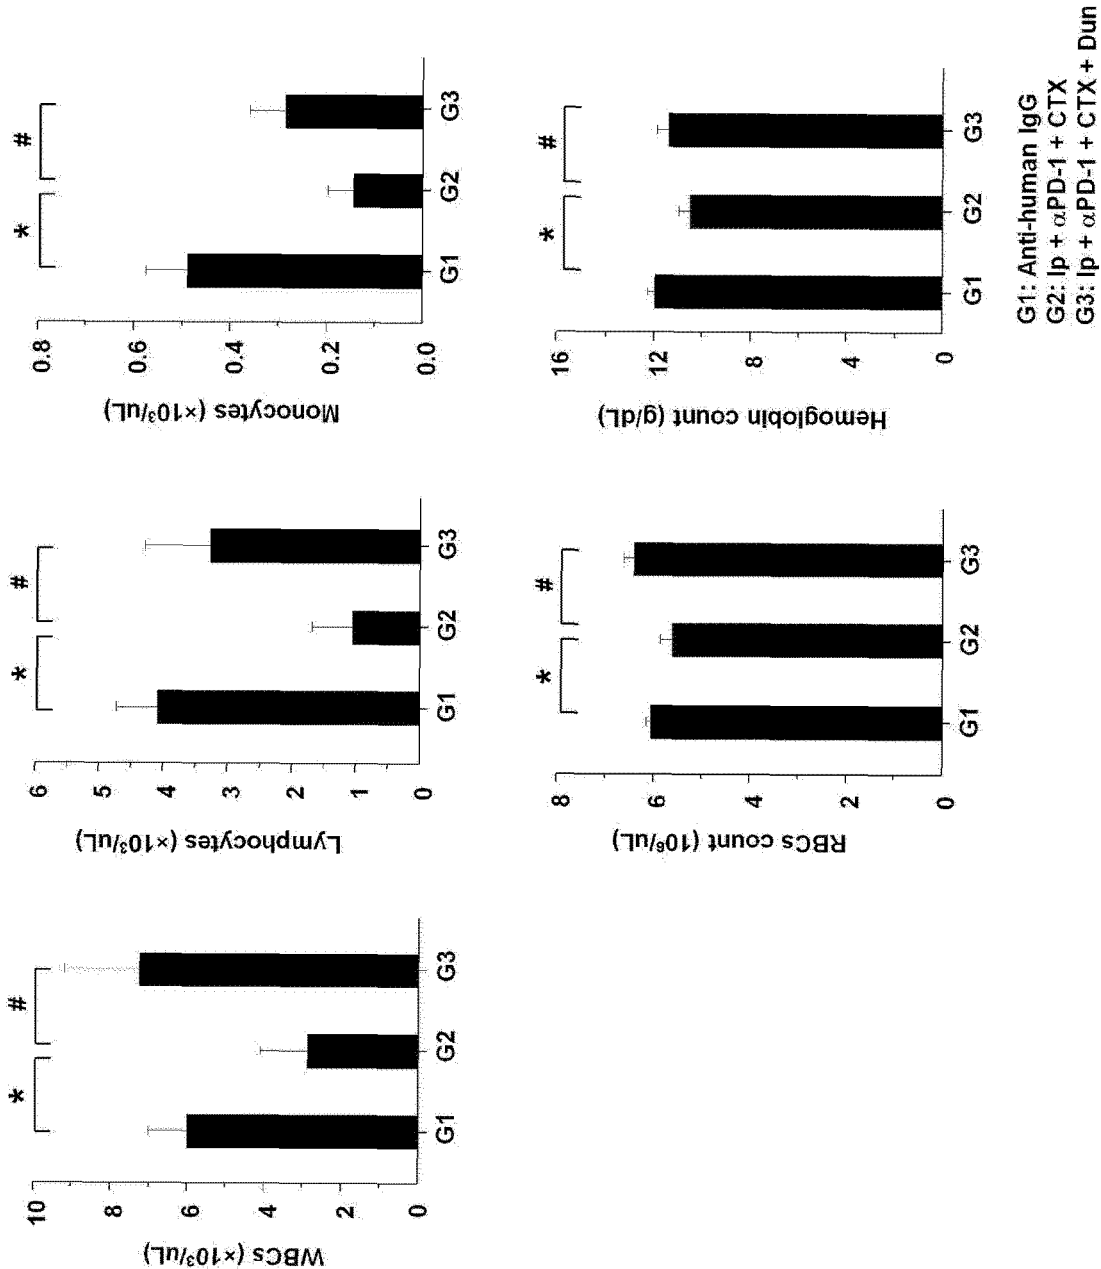 WBCs (×10³/uL)
10
8
6
4
2
0
* #
G1 G2 G3
Lymphocytes (×10³/uL)
6
5
4
3
2
1
0
* #
G1 G2 G3
Monocytes (×10³/uL)
0.8
0.6
0.4
0.2
0.0
* #
G1 G2 G3
RBCs count (10⁶/uL)
8
6
4
2
0
* #
G1 G2 G3
Hemoglobin count (g/dL)
16
12
8
4
0
* #
G1 G2 G3
G1: Anti-human IgG
G2: Ip + αPD-1 + CTX
G3: Ip + αPD-1 + CTX + Dun